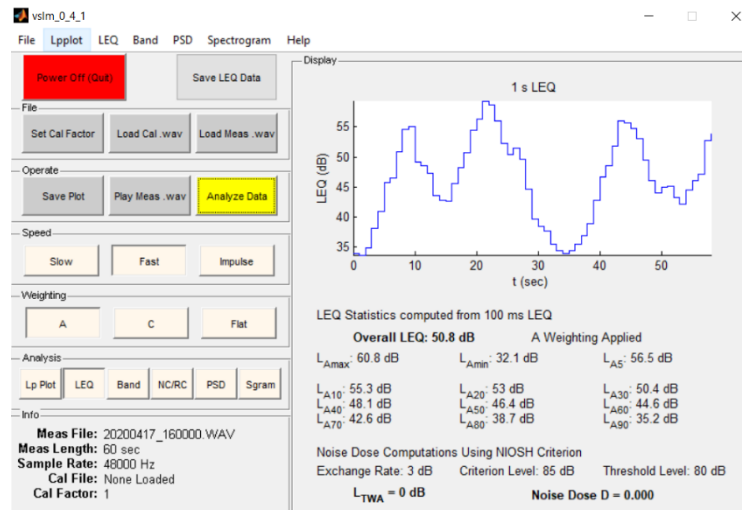 vslm_0_4_1
File Lpplot LEQ Band PSD Spectrogram Help
Power Off (Quit) Save LEQ Data
File
Set Cal Factor Load Cal .wav Load Meas .wav
Operate
Save Plot Play Meas .wav Analyze Data
Speed
Slow Fast Impulse
Weighting
A C Flat
Analysis
Lp Plot LEQ Band NC/RC PSD Sgram
Info
Meas File: 20200417_160000.WAV
Meas Length: 60 sec
Sample Rate: 48000 Hz
Cal File: None Loaded
Cal Factor: 1
Display
1 s LEQ
LEQ (dB)
55
50
45
40
35
0 10 20 30 40 50
t (sec)
LEQ Statistics computed from 100 ms LEQ
Overall LEQ: 50.8 dB A Weighting Applied
LAmax: 60.8 dB LAmin: 32.1 dB LA5: 56.5 dB
LA10: 55.3 dB LA20: 53 dB LA30: 50.4 dB
LA40: 48.1 dB LA50: 46.4 dB LA60: 44.6 dB
LA70: 42.6 dB LA80: 38.7 dB LA90: 35.2 dB
Noise Dose Computations Using NIOSH Criterion
Exchange Rate: 3 dB Criterion Level: 85 dB Threshold Level: 80 dB
LTWA = 0 dB Noise Dose D = 0.000